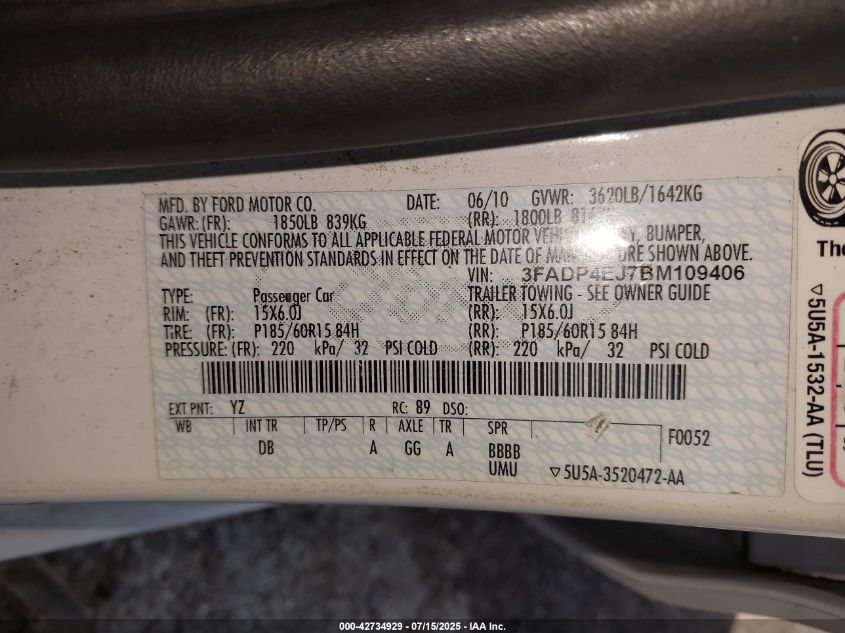 MFD. BY FORD MOTOR CO. DATE: 06/10 GVWR: 3620LB/1642KG
GAWR: (FR): 1850LB 839KG (RR): 1800LB
THIS VEHICLE CONFORMS TO ALL APPLICABLE FEDERAL MOTOR BUMPER,
AND THEFT PREVENTION STANDARDS IN EFFECT ON THE DATE OF MANUFACTURE SHOWN ABOVE.
VIN: 3FADP4EJ7BM109406
TYPE: Passenger Car TRAILER TOWING - SEE OWNER GUIDE
RIM: (FR): 15X6.0J (RR): 15X6.0J
TIRE: (FR): P185/60R15 84H (RR): P185/60R15 84H
PRESSURE: (FR): 220 kPa/ 32 PSI COLD (RR): 220 kPa/ 32 PSI COLD
EXT PNT: YZ RC: 89 DSO:
WB INT TR TP/PS R AXLE TR SPR
DB A GG A BBBB
UMU
F0052
▽5U5A-3520472-AA
The
▽5U5A-1532-AA (TLU)
000-42734929 - 07/15/2025 - IAA Inc.